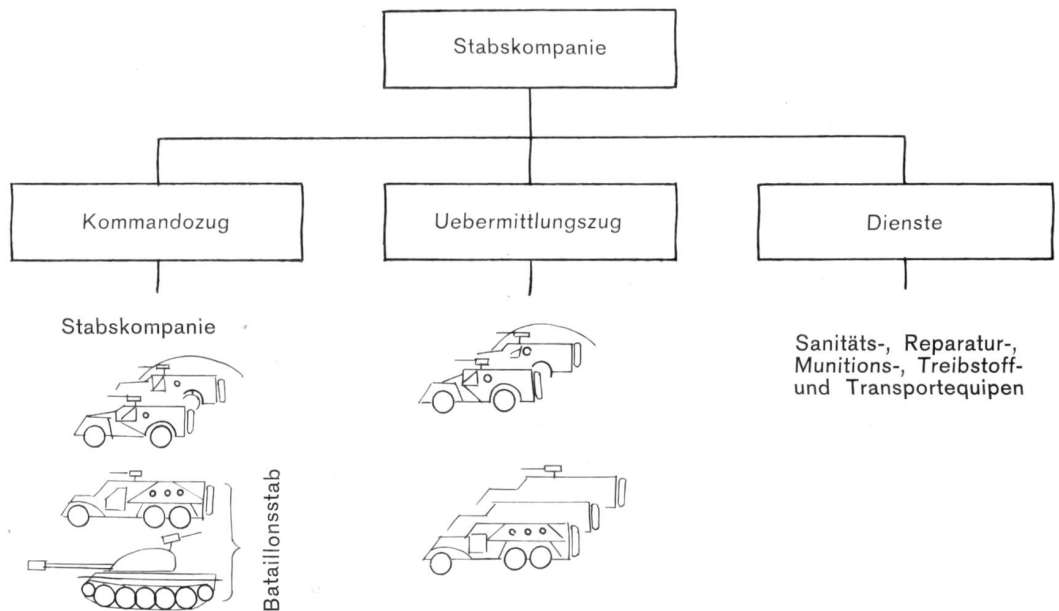 Stabskompanie
Kommandozug
Uebermittlungszug
Dienste
Stabskompanie
Bataillonsstab
Sanitäts-, Reparatur-,
Munitions-, Treibstoff-
und Transportequipen